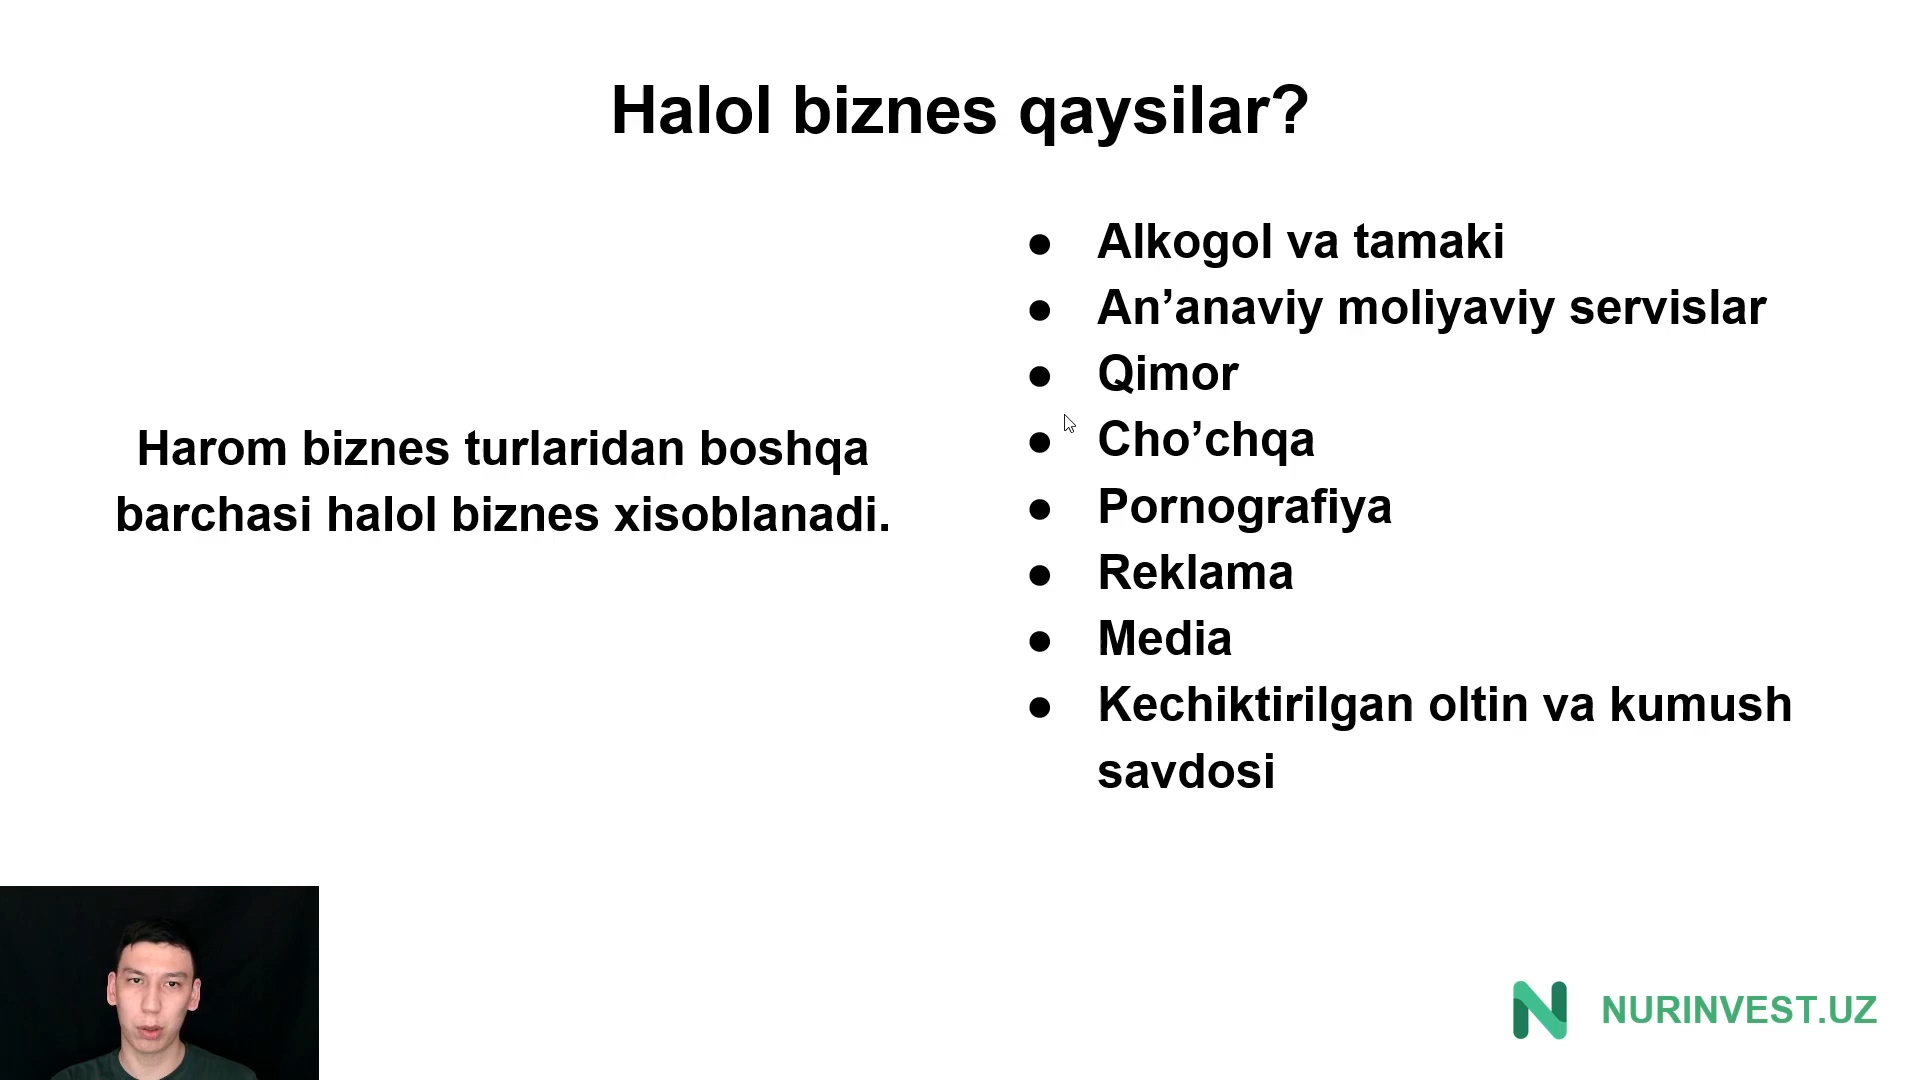 Halol biznes qaysilar?
Harom biznes turlaridan boshqa
barchasi halol biznes xisoblanadi.
● Alkogol va tamaki
● An’anaviy moliyaviy servislar
● Qimor
● Cho’chqa
● Pornografiya
● Reklama
● Media
● Kechiktirilgan oltin va kumush
savdosi
NURINVEST.UZ